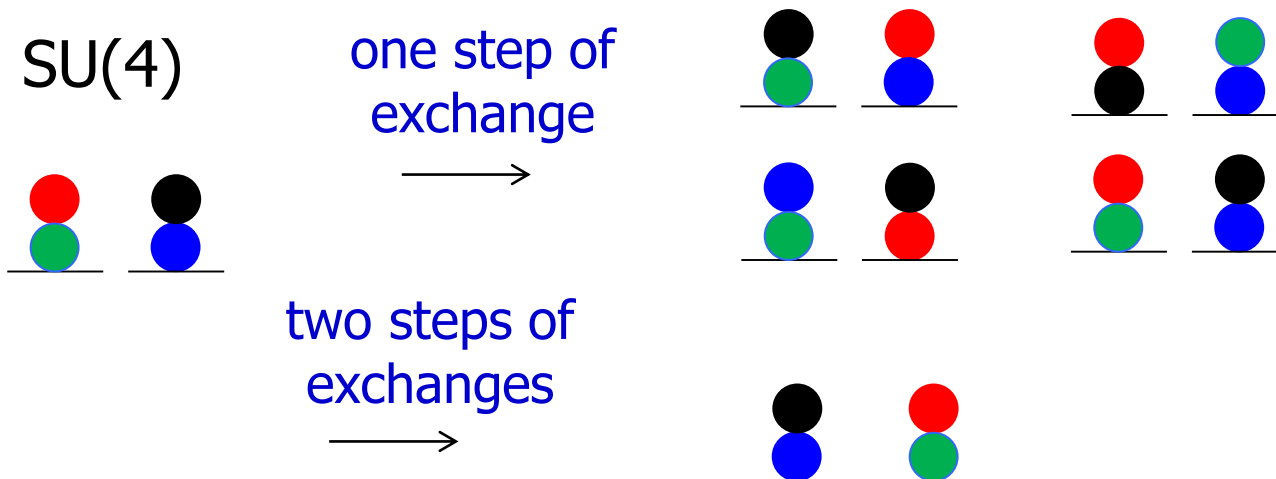 SU(4)
one step of
exchange
two steps of
exchanges